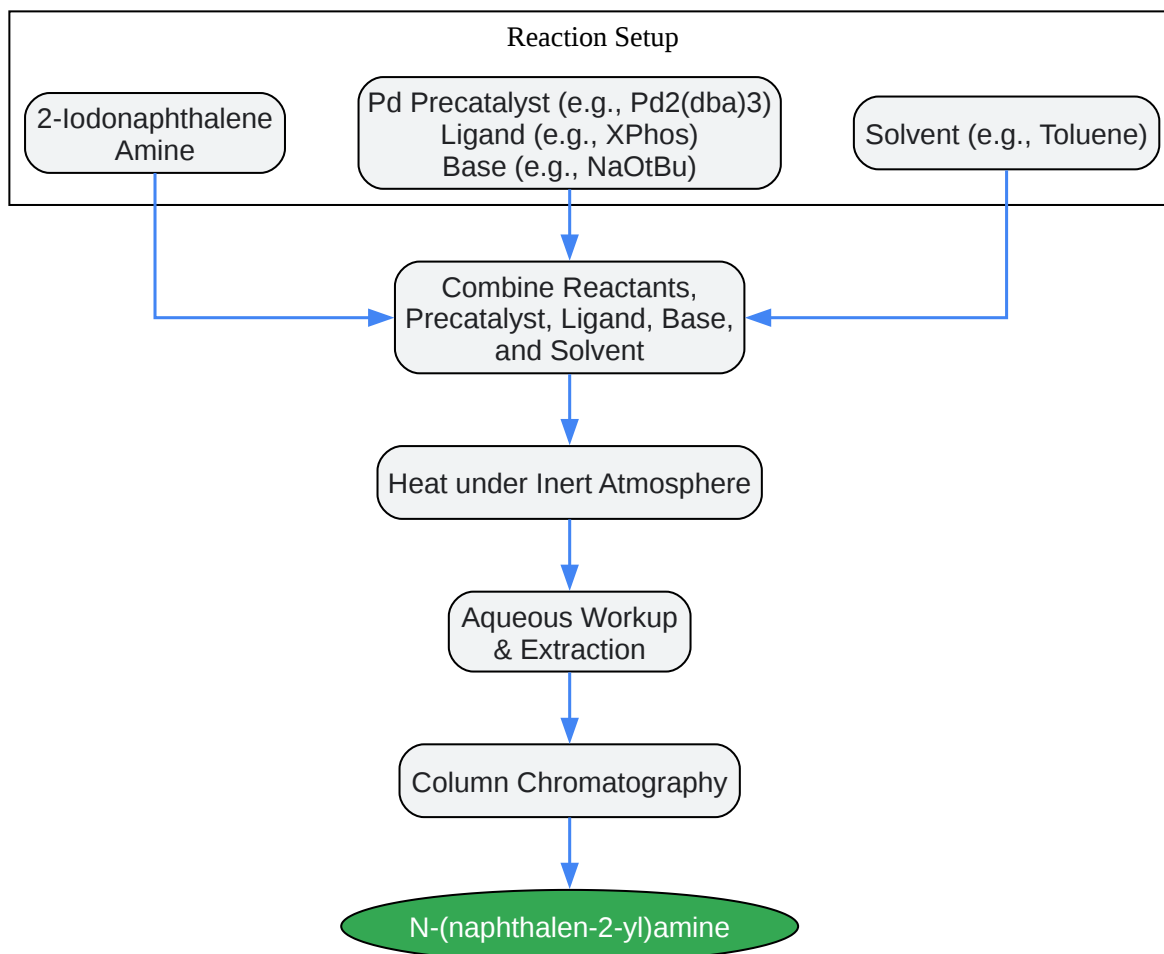 Reaction Setup
2-Iodonaphthalene
Amine
Pd Precatalyst (e.g., Pd2(dba)3)
Ligand (e.g., XPhos)
Base (e.g., NaOtBu)
Solvent (e.g., Toluene)
Combine Reactants,
Precatalyst, Ligand, Base,
and Solvent
Heat under Inert Atmosphere
Aqueous Workup
& Extraction
Column Chromatography
N-(naphthalen-2-yl)amine